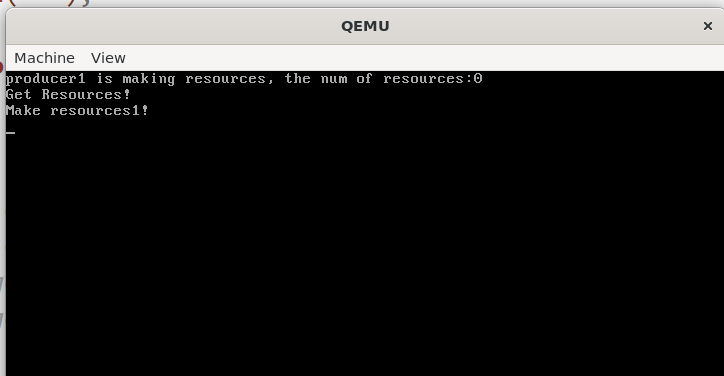 QEMU
Machine View
producer1 is making resources, the num of resources:0
Get Resources!
Make resources1!